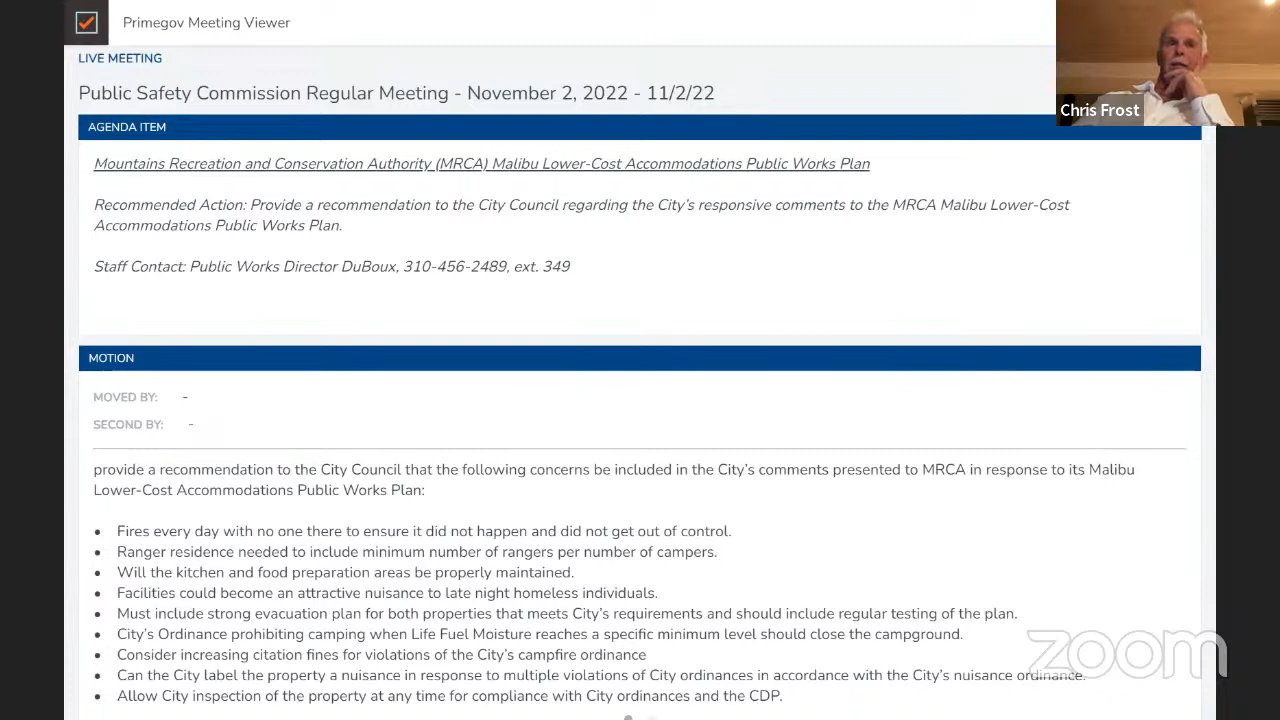 Primegov Meeting Viewer
LIVE MEETING
Public Safety Commission Regular Meeting - November 2, 2022 - 11/2/22
Chris Frost
AGENDA ITEM
Mountains Recreation and Conservation Authority (MRCA) Malibu Lower-Cost Accommodations Public Works Plan
Recommended Action: Provide a recommendation to the City Council regarding the City's responsive comments to the MRCA Malibu Lower-Cost
Accommodations Public Works Plan.
Staff Contact: Public Works Director DuBoux, 310-456-2489, ext. 349
MOTION
MOVED BY: -
SECOND BY: -
provide a recommendation to the City Council that the following concerns be included in the City's comments presented to MRCA in response to its Malibu
Lower-Cost Accommodations Public Works Plan:
• Fires every day with no one there to ensure it did not happen and did not get out of control.
• Ranger residence needed to include minimum number of rangers per number of campers.
• Will the kitchen and food preparation areas be properly maintained.
• Facilities could become an attractive nuisance to late night homeless individuals.
• Must include strong evacuation plan for both properties that meets City's requirements and should include regular testing of the plan.
• City's Ordinance prohibiting camping when Life Fuel Moisture reaches a specific minimum level should close the campground.
• Consider increasing citation fines for violations of the City's campfire ordinance
• Can the City label the property a nuisance in response to multiple violations of City ordinances in accordance with the City's nuisance ordinance.
• Allow City inspection of the property at any time for compliance with City ordinances and the CDP.
zoom